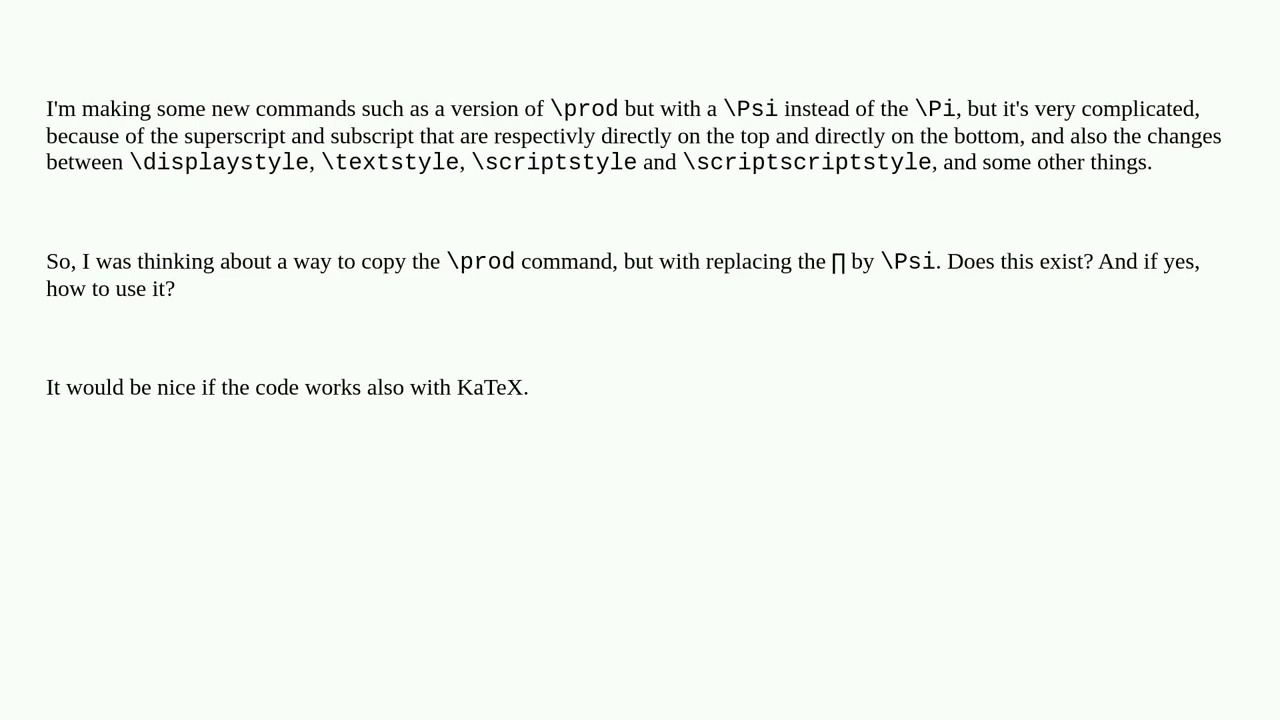 I'm making some new commands such as a version of \prod but with a \Psi instead of the \Pi, but it's very complicated,
because of the superscript and subscript that are respectivly directly on the top and directly on the bottom, and also the changes
between \displaystyle, \textstyle, \scriptstyle and \scriptscriptstyle, and some other things.
So, I was thinking about a way to copy the \prod command, but with replacing the ∏ by \Psi. Does this exist? And if yes,
how to use it?
It would be nice if the code works also with KaTeX.